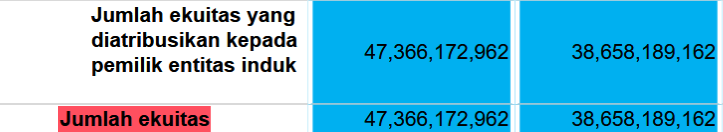 Jumlah ekuitas yang
diatribusikan kepada
pemilik entitas induk
47,366,172,962 38,658,189,162
Jumlah ekuitas 47,366,172,962 38,658,189,162